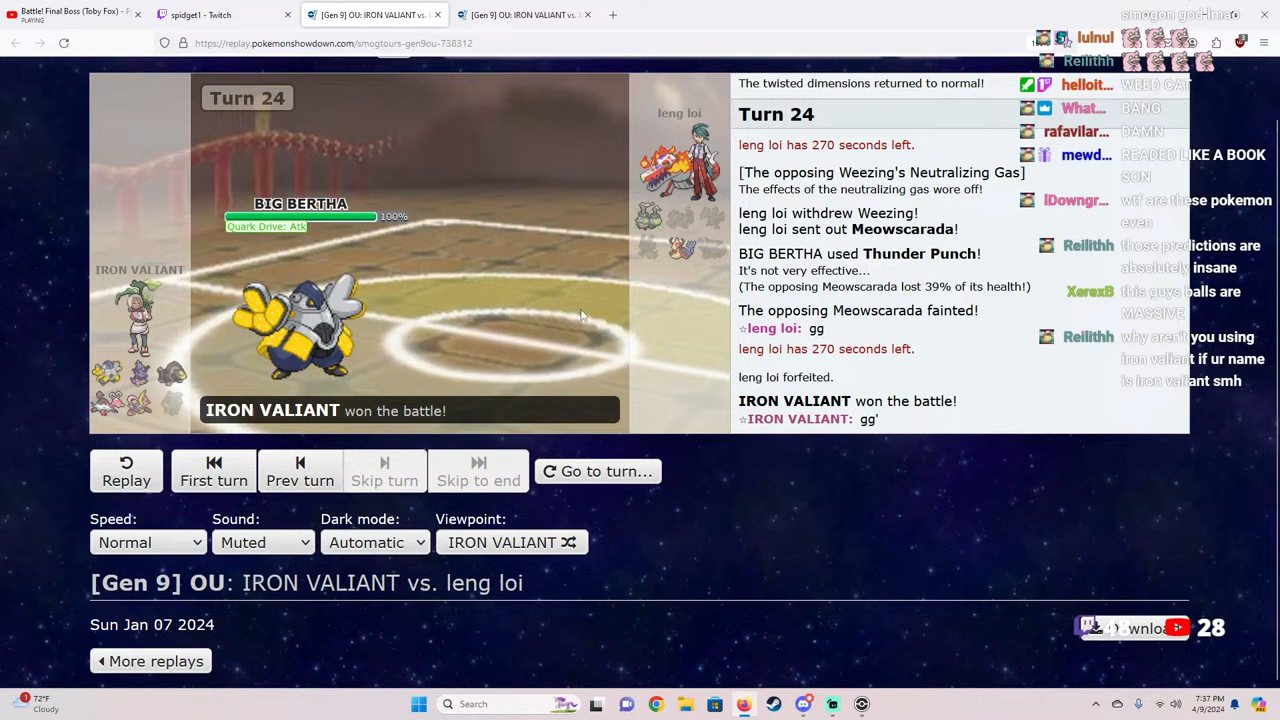 Battle! Final Boss (Toby Fox) -
PLAYING
spidget1 - Twitch
[Gen 9] OU: IRON VALIANT vs. l
[Gen 9] OU: IRON VALIANT vs.
smogon god lmao
lulnul
Reilithh
helloit... WEED CAT
What... BANG
rafavilar... DAMN
mewd... READED LIKE A BOOK
SON
lDowngr... wtf are these pokemon
even
Reilithh those predictions are
absolutely insane
XerexB this guys balls are
MASSIVE
Reilithh why aren't you using
iron valiant if ur name
is Iron valiant smh
https://replay.pokemonshowdown.com/smogtours-gen9ou-738312
Turn 24
leng loi
BIG BERTHA
100%
Quark Drive: Atk
IRON VALIANT
IRON VALIANT won the battle!
The twisted dimensions returned to normal!
Turn 24
leng loi has 270 seconds left.
[The opposing Weezing's Neutralizing Gas]
The effects of the neutralizing gas wore off!
leng loi withdrew Weezing!
leng loi sent out Meowscarada!
BIG BERTHA used Thunder Punch!
It's not very effective...
(The opposing Meowscarada lost 39% of its health!)
The opposing Meowscarada fainted!
☆leng loi: gg
leng loi has 270 seconds left.
leng loi forfeited.
IRON VALIANT won the battle!
☆IRON VALIANT: gg'
Replay
First turn
Prev turn
Skip turn
Skip to end
Go to turn...
Speed:
Sound:
Dark mode:
Viewpoint:
Normal
Muted
Automatic
IRON VALIANT
[Gen 9] OU: IRON VALIANT vs. leng loi
Sun Jan 07 2024
48
28
More replays
1
72°F
Cloudy
Search
7:37 PM
4/9/2024